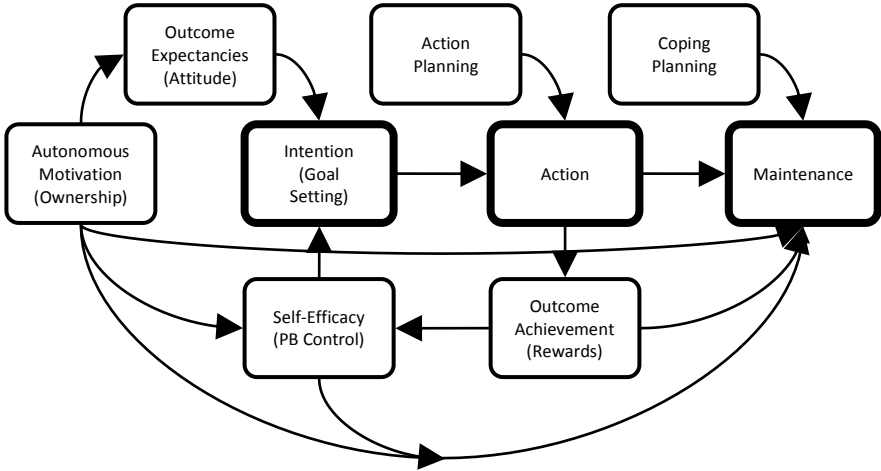 Outcome
Expectancies
(Attitude)
Action
Planning
Coping
Planning
Autonomous
Motivation
(Ownership)
Intention
(Goal
Setting)
Action
Maintenance
Self-Efficacy
(PB Control)
Outcome
Achievement
(Rewards)